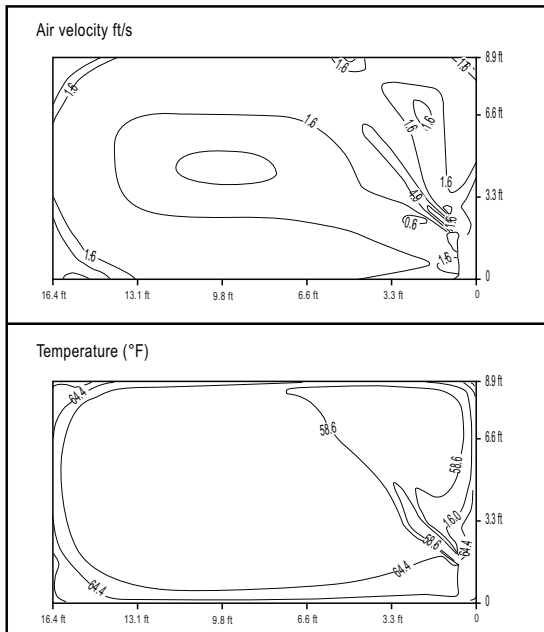 Air velocity ft/s
8.9 ft
6.6 ft
3.3 ft
0
1.6
1.6
1.6
1.6
1.6
1.6
1.6
4.9
0.6
1.6
1.6
1.6
16.4 ft
13.1 ft
9.8 ft
6.6 ft
3.3 ft
0
Temperature (°F)
8.9 ft
6.6 ft
3.3 ft
0
64.4
58.6
58.6
16.0
58.6
64.4
64.4
64.4
16.4 ft
13.1 ft
9.8 ft
6.6 ft
3.3 ft
0